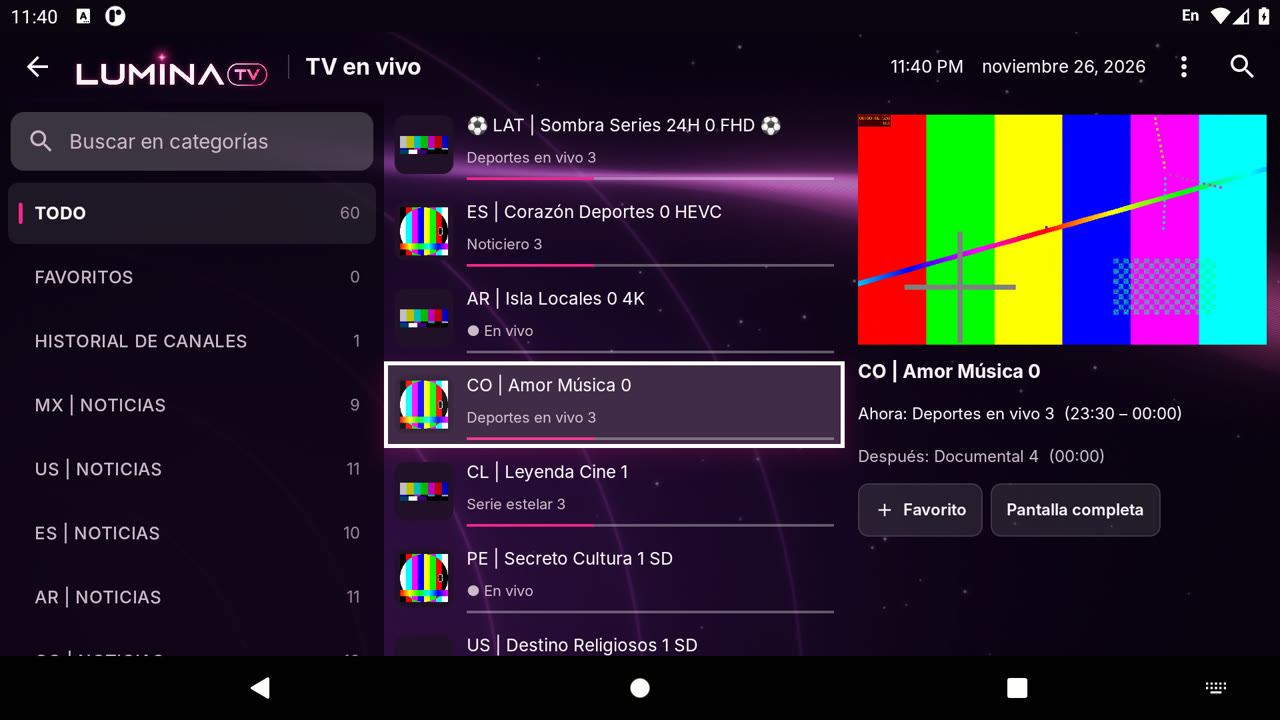 11:40
A
En
LUMINA TV
TV en vivo
11:40 PM
noviembre 26, 2026
Buscar en categorías
TODO
60
FAVORITOS
0
HISTORIAL DE CANALES
1
MX | NOTICIAS
9
US | NOTICIAS
11
ES | NOTICIAS
10
AR | NOTICIAS
11
⚽ LAT | Sombra Series 24H 0 FHD ⚽
Deportes en vivo 3
ES | Corazón Deportes 0 HEVC
Noticiero 3
AR | Isla Locales 0 4K
En vivo
CO | Amor Música 0
Deportes en vivo 3
CL | Leyenda Cine 1
Serie estelar 3
PE | Secreto Cultura 1 SD
En vivo
US | Destino Religiosos 1 SD
CO | Amor Música 0
Ahora: Deportes en vivo 3 (23:30 – 00:00)
Después: Documental 4 (00:00)
+ Favorito
Pantalla completa